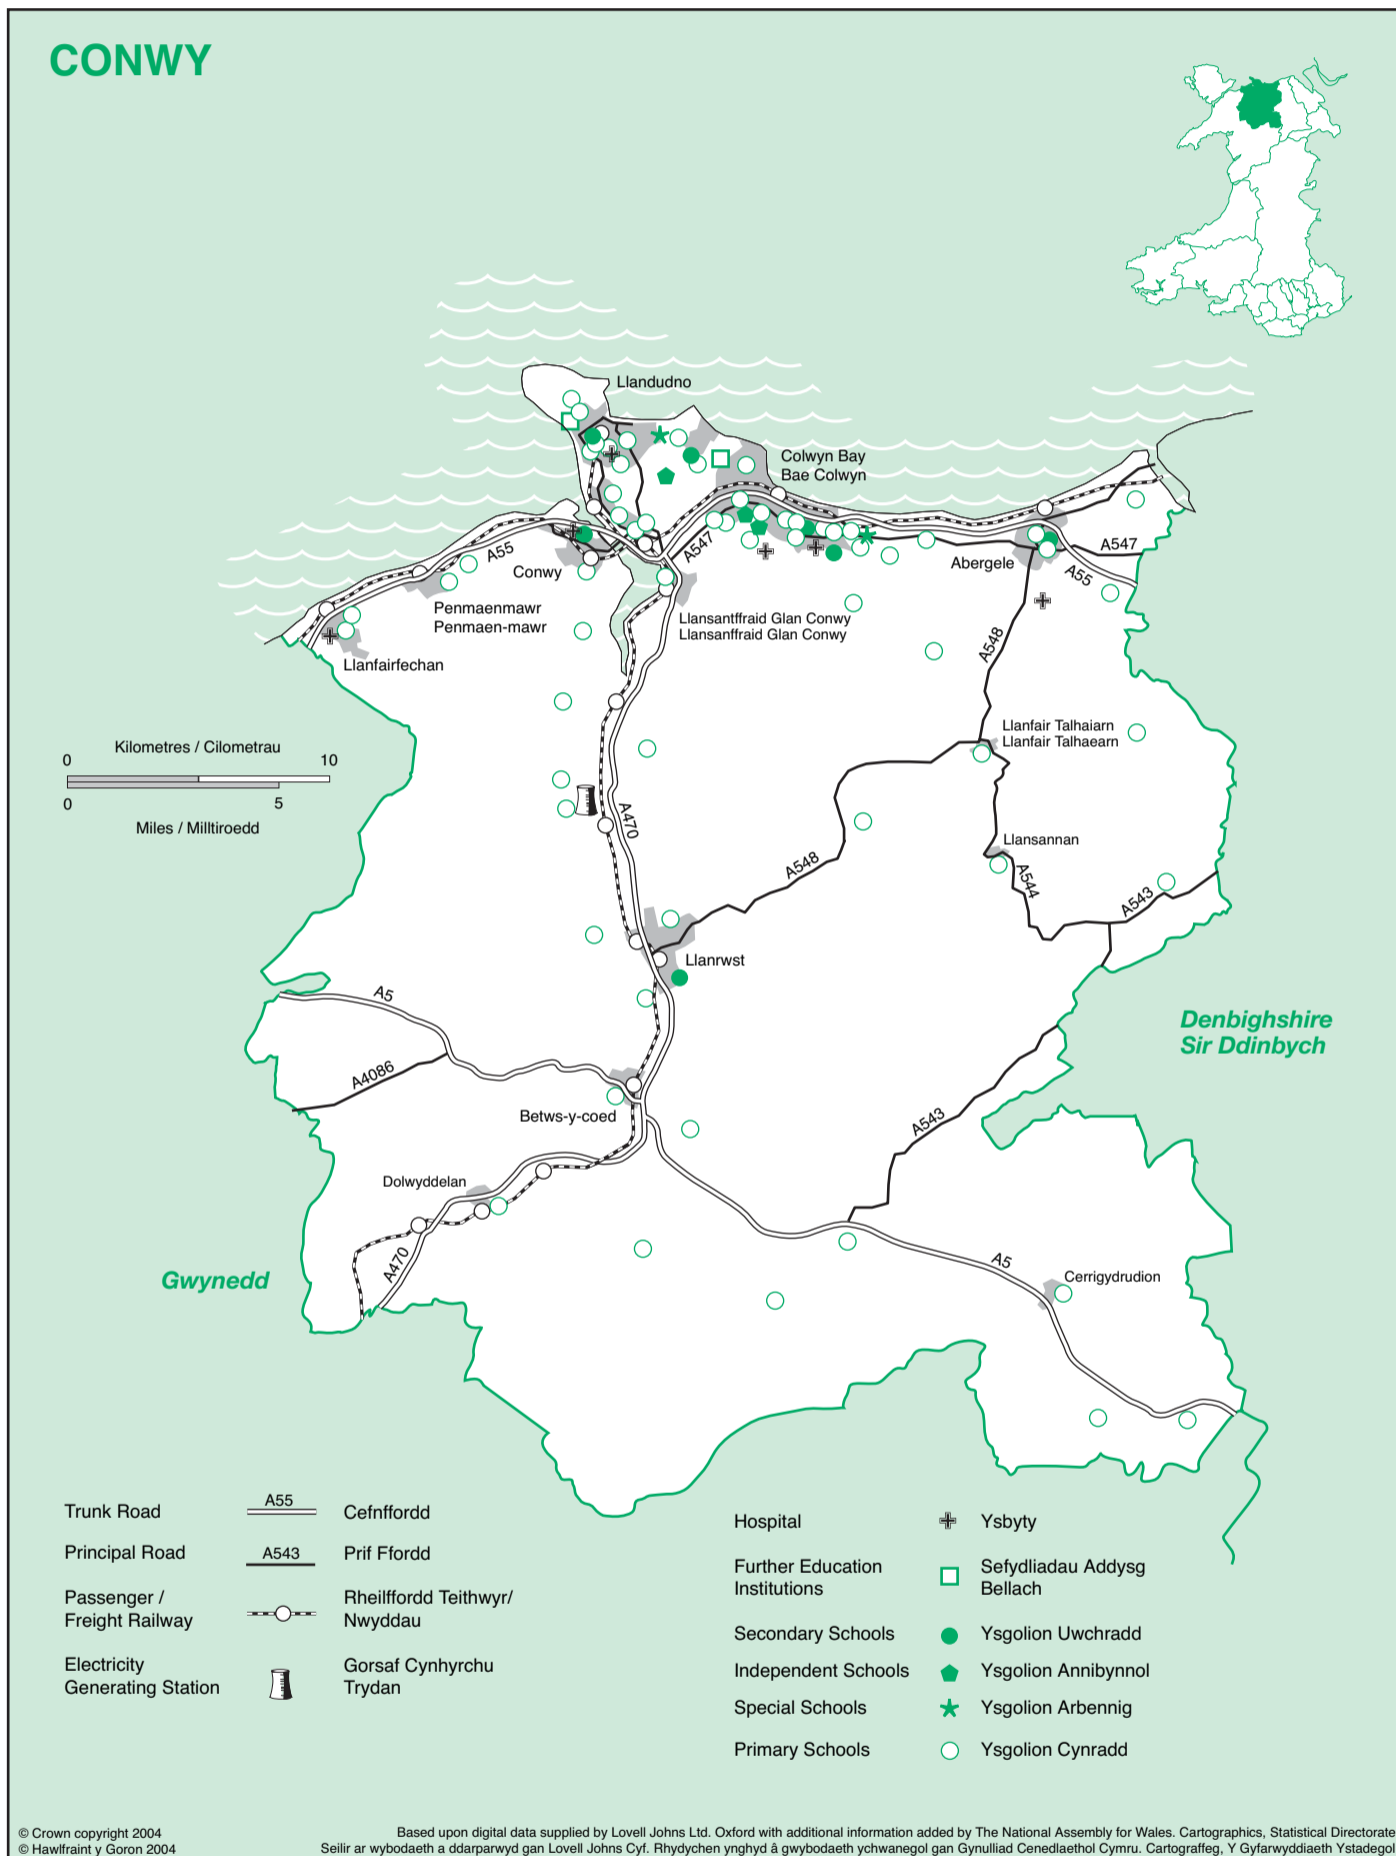 CONWY
Llandudno
Colwyn Bay
Bae Colwyn
A55
Conwy
A547
Abergele
A547
A55
Penmaenmawr
Penmaen-mawr
Llansantffraid Glan Conwy
Llansanffraid Glan Conwy
Llanfairfechan
A548
Llanfair Talhaiarn
Llanfair Talhaearn
Kilometres / Cilometrau
0
10
0
5
Miles / Milltiroedd
A470
Llansannan
A548
A544
A543
Llanrwst
A5
Denbighshire
Sir Ddinbych
A4086
Betws-y-coed
A543
Dolwyddelan
A470
Gwynedd
A5
Cerrigydrudion
Trunk Road
A55
Cefnffordd
Principal Road
A543
Prif Ffordd
Passenger /
Freight Railway
Rheilffordd Teithwyr/
Nwyddau
Electricity
Generating Station
Gorsaf Cynhyrchu
Trydan
Hospital
Ysbyty
Further Education
Institutions
Sefydliadau Addysg
Bellach
Secondary Schools
Ysgolion Uwchradd
Independent Schools
Ysgolion Annibynnol
Special Schools
Ysgolion Arbennig
Primary Schools
Ysgolion Cynradd
© Crown copyright 2004
© Hawlfraint y Goron 2004
Based upon digital data supplied by Lovell Johns Ltd. Oxford with additional information added by The National Assembly for Wales. Cartographics, Statistical Directorate
Seilir ar wybodaeth a ddarparwyd gan Lovell Johns Cyf. Rhydychen ynghyd â gwybodaeth ychwanegol gan Gynulliad Cenedlaethol Cymru. Cartograffeg, Y Gyfarwyddiaeth Ystadegol